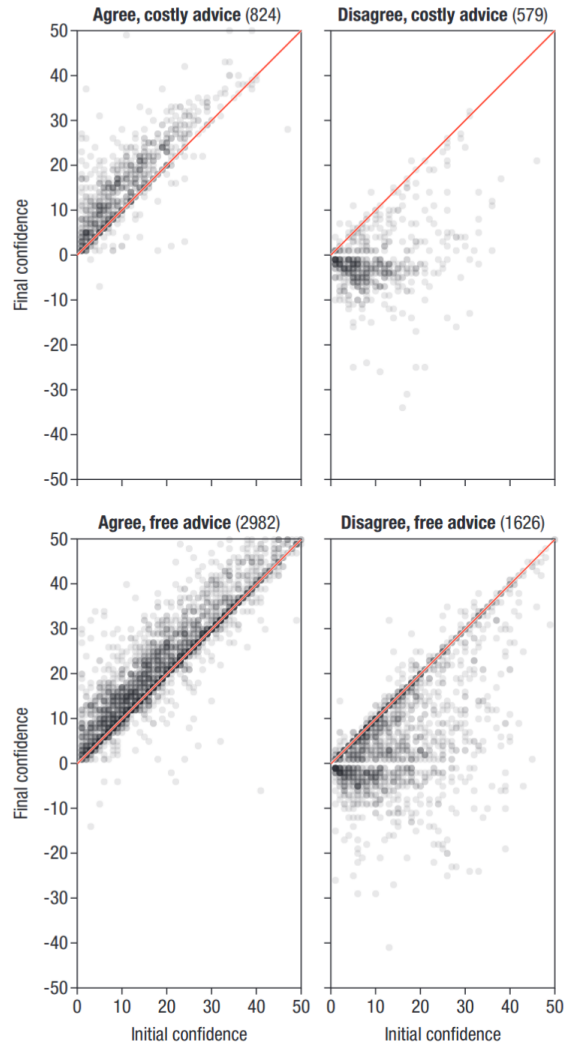 Agree, costly advice (824)
Disagree, costly advice (579)
50
40
30
20
10
0
-10
-20
-30
-40
-50
Final confidence
Agree, free advice (2982)
Disagree, free advice (1626)
50
40
30
20
10
0
-10
-20
-30
-40
-50
Final confidence
0 10 20 30 40 50
0 10 20 30 40 50
Initial confidence
Initial confidence